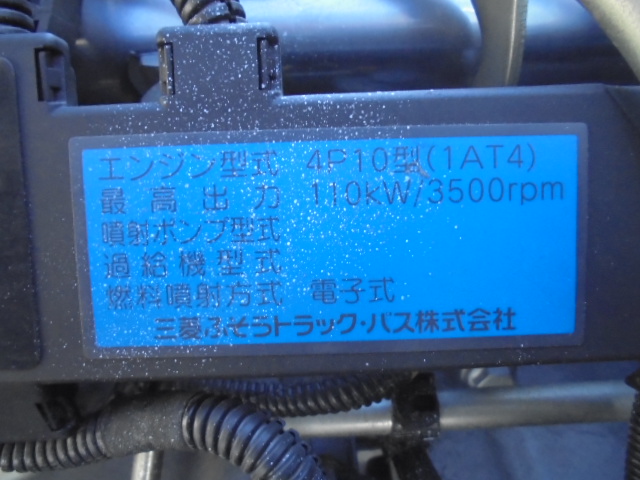 エンジン型式 4P10型(1AT4)
最高出力 110kW/3500rpm
噴射ポンプ型式
過給機型式
燃料噴射方式 電子式
三菱ふそうトラック・バス株式会社